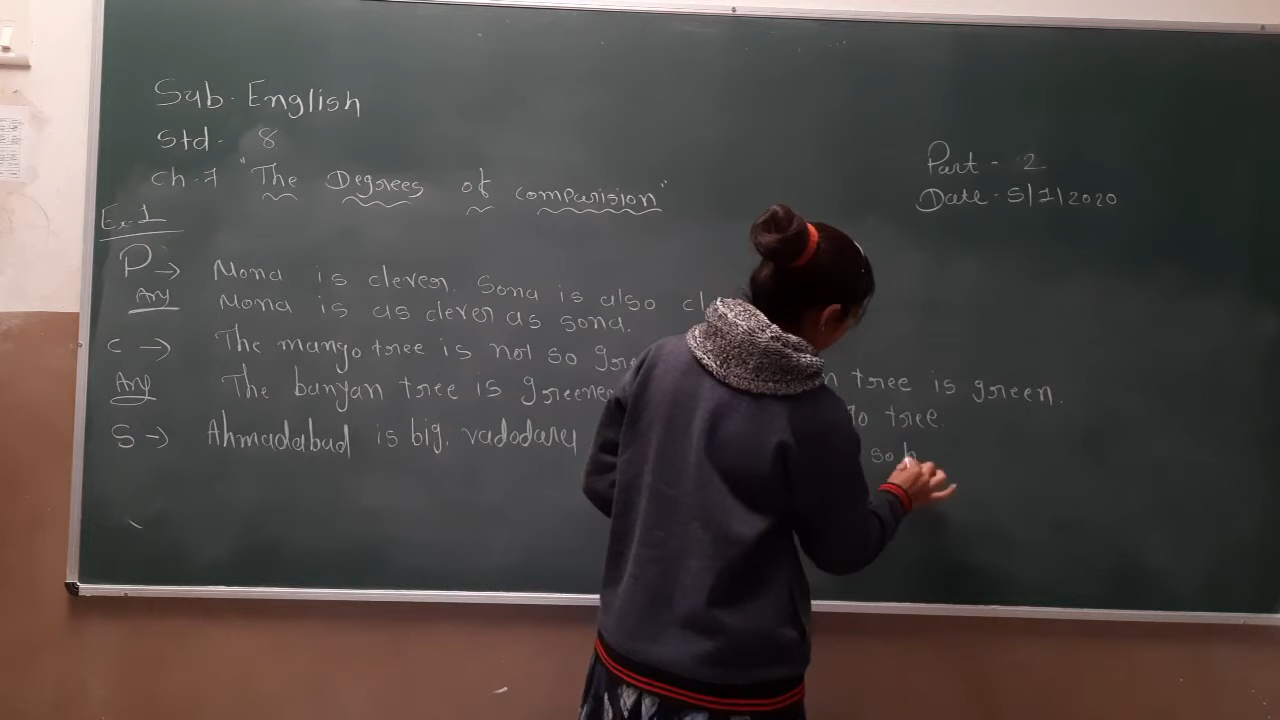 Sub. English
Std. 8
Ch-7 "The Degrees of comparision"
Part - 2
Date - 5/1/2020
Ex-1
P → Mona is clever. Sona is also
Ans Mona is as clever as sona.
C → The mango tree is not so tree is green.
Ans The banyan tree is greener tree.
S → Ahmadabad is big. vadodara so